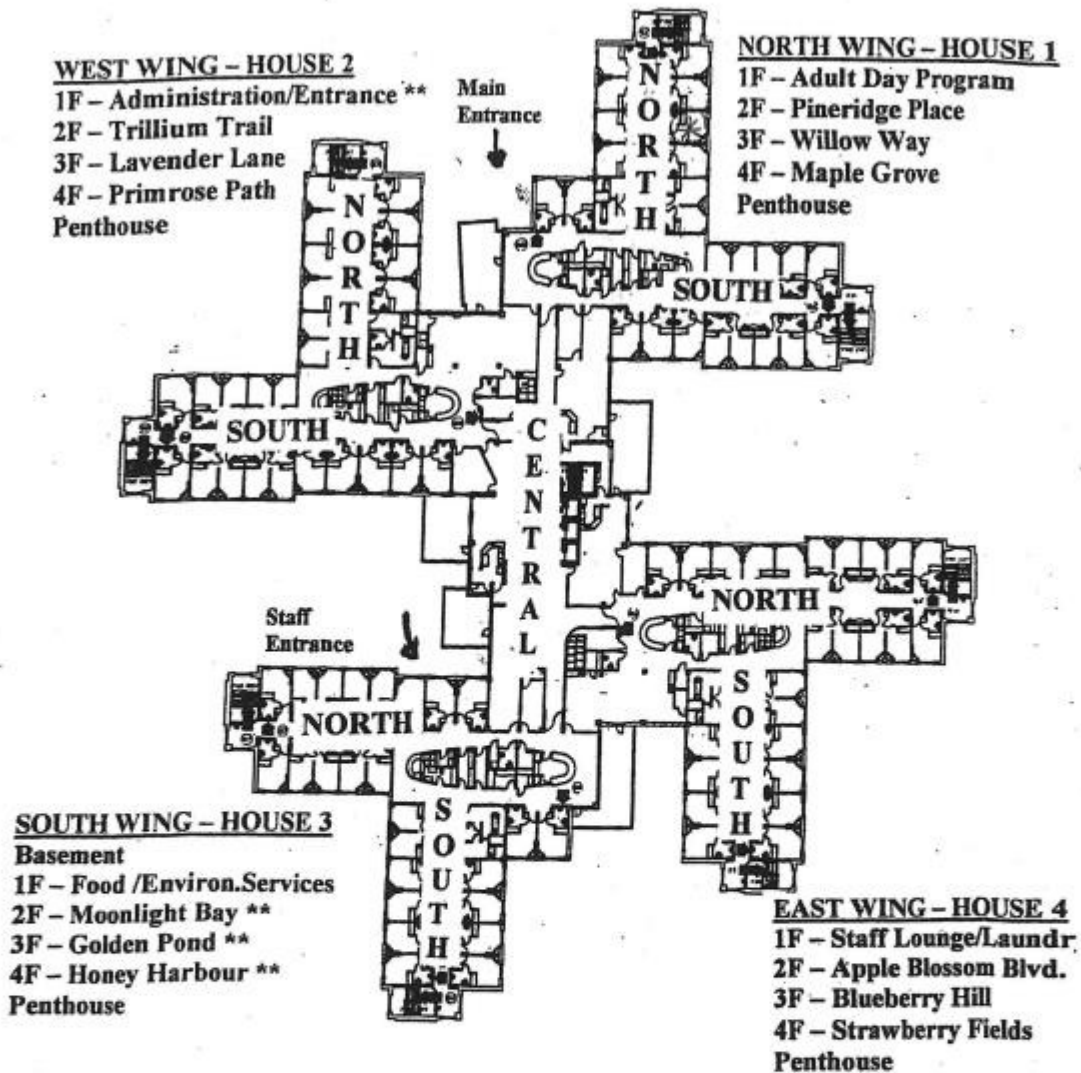 WEST WING – HOUSE 2
1F – Administration/Entrance **
2F – Trillium Trail
3F – Lavender Lane
4F – Primrose Path
Penthouse
Main
Entrance
NORTH WING – HOUSE 1
1F – Adult Day Program
2F – Pineridge Place
3F – Willow Way
4F – Maple Grove
Penthouse
NORTH
SOUTH
NORTH
SOUTH
CENTRAL
Staff
Entrance
NORTH
SOUTH
NORTH
SOUTH
SOUTH WING – HOUSE 3
Basement
1F – Food /Environ.Services
2F – Moonlight Bay **
3F – Golden Pond **
4F – Honey Harbour **
Penthouse
EAST WING – HOUSE 4
1F – Staff Lounge/Laundr
2F – Apple Blossom Blvd.
3F – Blueberry Hill
4F – Strawberry Fields
Penthouse